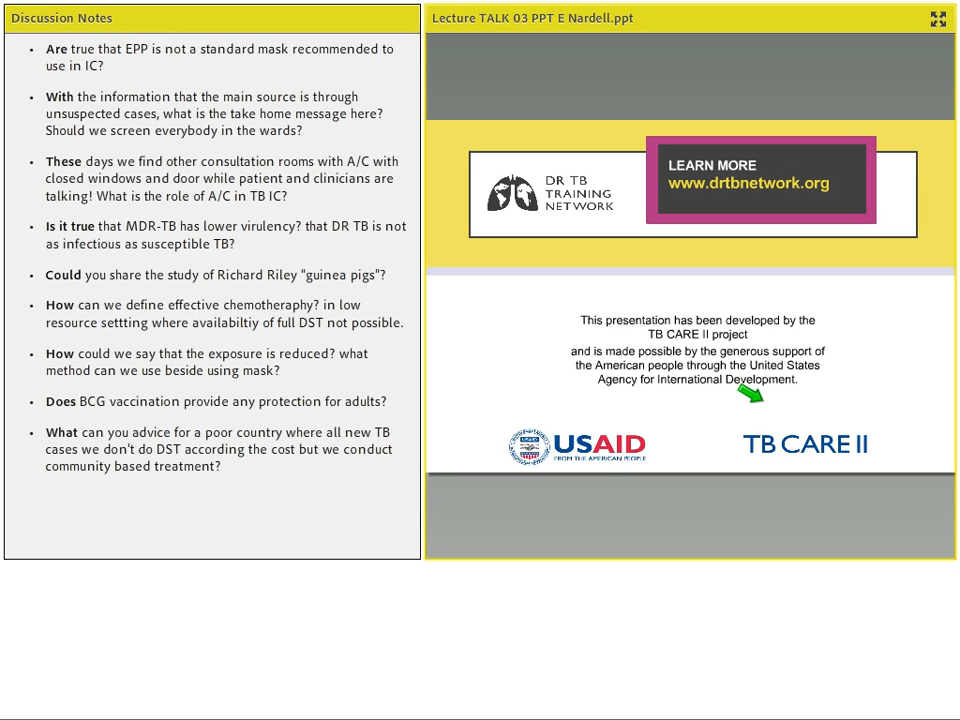 Discussion Notes
• Are true that EPP is not a standard mask recommended to
use in IC?
• With the information that the main source is through
unsuspected cases, what is the take home message here?
Should we screen everybody in the wards?
• These days we find other consultation rooms with A/C with
closed windows and door while patient and clinicians are
talking! What is the role of A/C in TB IC?
• Is it true that MDR-TB has lower virulency? that DR TB is not
as infectious as susceptible TB?
• Could you share the study of Richard Riley "guinea pigs"?
• How can we define effective chemotheraphy? in low
resource settting where availabiltiy of full DST not possible.
• How could we say that the exposure is reduced? what
method can we use beside using mask?
• Does BCG vaccination provide any protection for adults?
• What can you advice for a poor country where all new TB
cases we don't do DST according the cost but we conduct
community based treatment?
Lecture TALK 03 PPT E Nardell.ppt
DR TB
TRAINING
NETWORK
LEARN MORE
www.drtbnetwork.org
This presentation has been developed by the
TB CARE II project
and is made possible by the generous support of
the American people through the United States
Agency for International Development.
USAID
FROM THE AMERICAN PEOPLE
TB CARE II